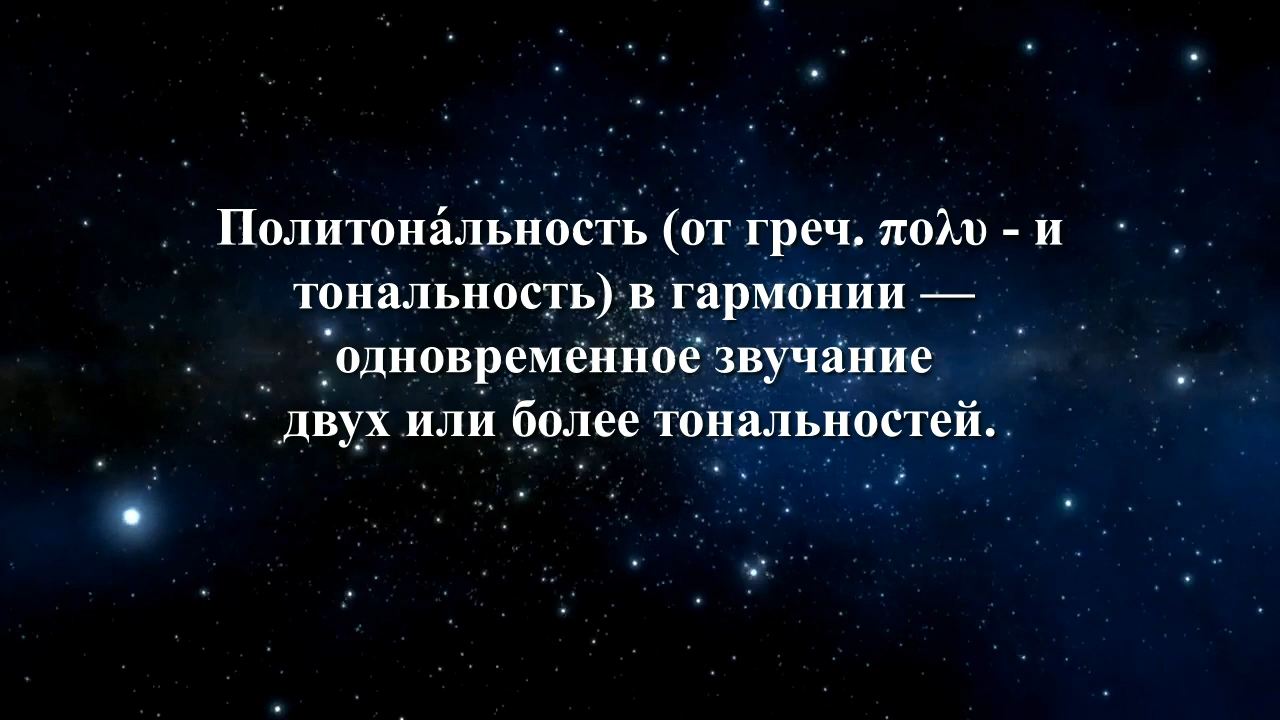 Политона́льность (от греч. πολυ - и
тональность) в гармонии —
одновременное звучание
двух или более тональностей.